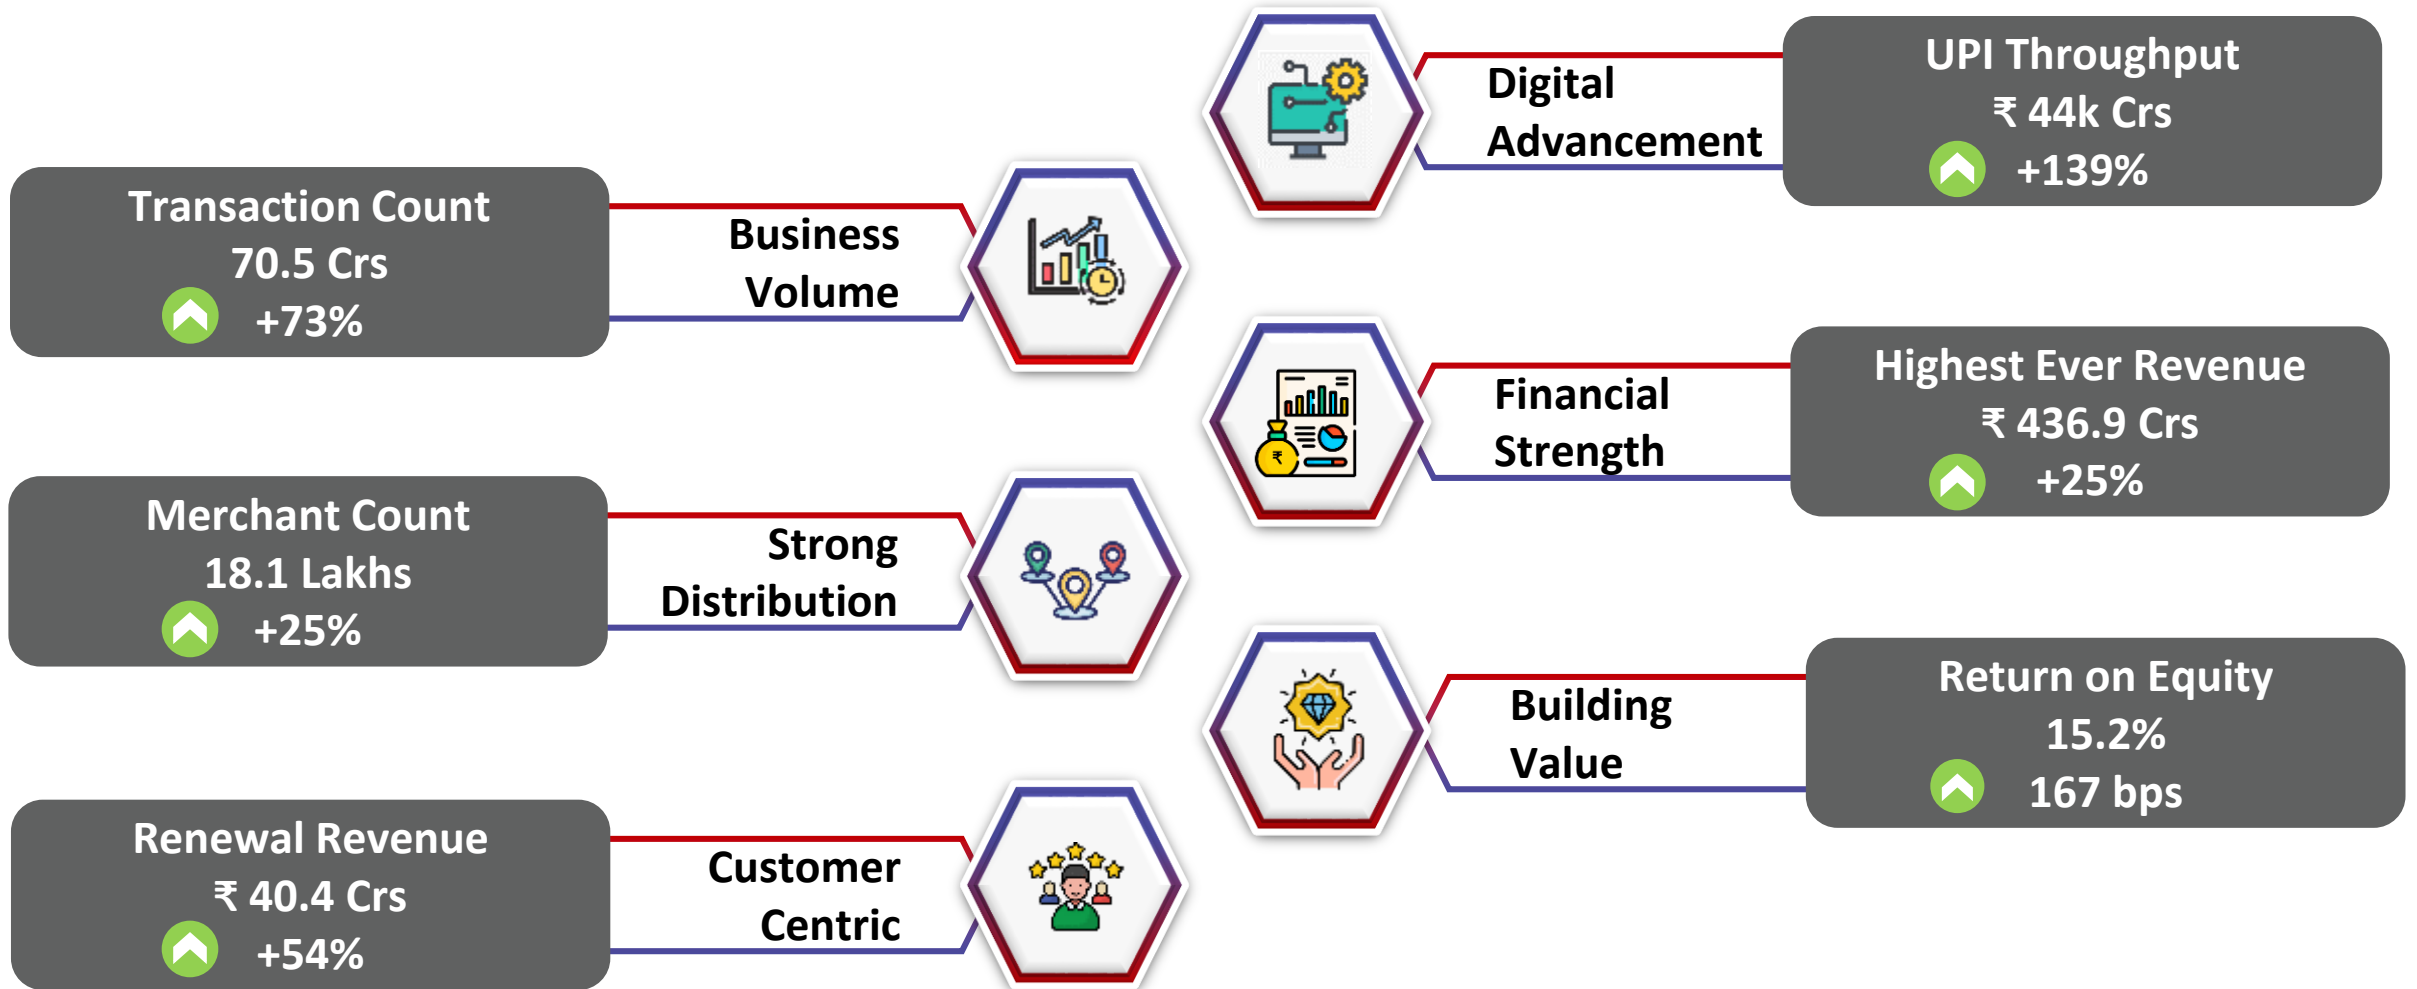 Transaction Count
70.5 Crs
+73%
Business
Volume
Merchant Count
18.1 Lakhs
+25%
Strong
Distribution
Renewal Revenue
₹ 40.4 Crs
+54%
Customer
Centric
Digital
Advancement
UPI Throughput
₹ 44k Crs
+139%
Financial
Strength
Highest Ever Revenue
₹ 436.9 Crs
+25%
₹
Building
Value
Return on Equity
15.2%
167 bps